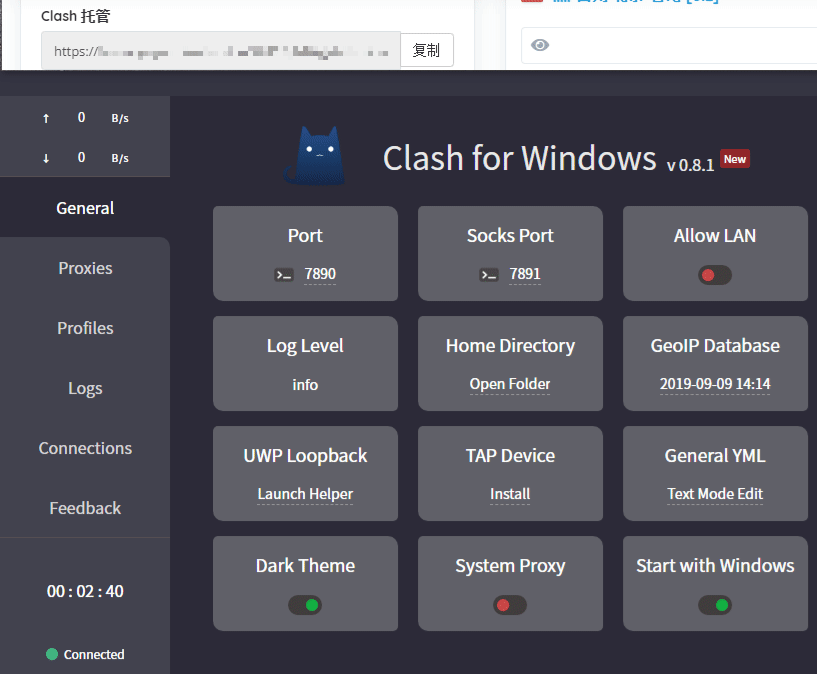 Clash 托管
https://
复制
↑ 0 B/s
↓ 0 B/s
General
Proxies
Profiles
Logs
Connections
Feedback
00 : 02 : 40
Connected
Clash for Windows v 0.8.1 New
Port
7890
Socks Port
7891
Allow LAN
Log Level
info
Home Directory
Open Folder
GeoIP Database
2019-09-09 14:14
UWP Loopback
Launch Helper
TAP Device
Install
General YML
Text Mode Edit
Dark Theme
System Proxy
Start with Windows